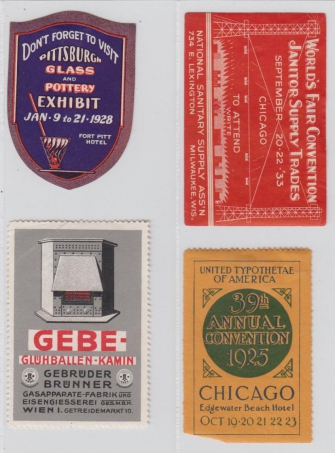 DON'T FORGET TO VISIT
PITTSBURGH
GLASS
AND
POTTERY
EXHIBIT
JAN·9 to 21·1928
FORT PITT
HOTEL
WORLD'S FAIR CONVENTION
JANITOR SUPPLY TRADES
SEPTEMBER 20-22 '33
CHICAGO
TO ATTEND
NATIONAL SANITARY SUPPLY ASS'N
734 E. LEXINGTON MILWAUKEE, WIS.
GEBE-
GLÜHBALLEN-KAMIN
GEBRÜDER
BRÜNNER
GASAPPARATE-FABRIK UND
EISENGIESSEREI GES.M.B.H.
WIEN I. GETREIDEMARKT 10.
UNITED TYPOTHETAE
OF AMERICA
39th
ANNUAL
CONVENTION
1925
CHICAGO
Edgewater Beach Hotel
OCT 19·20·21·22·23